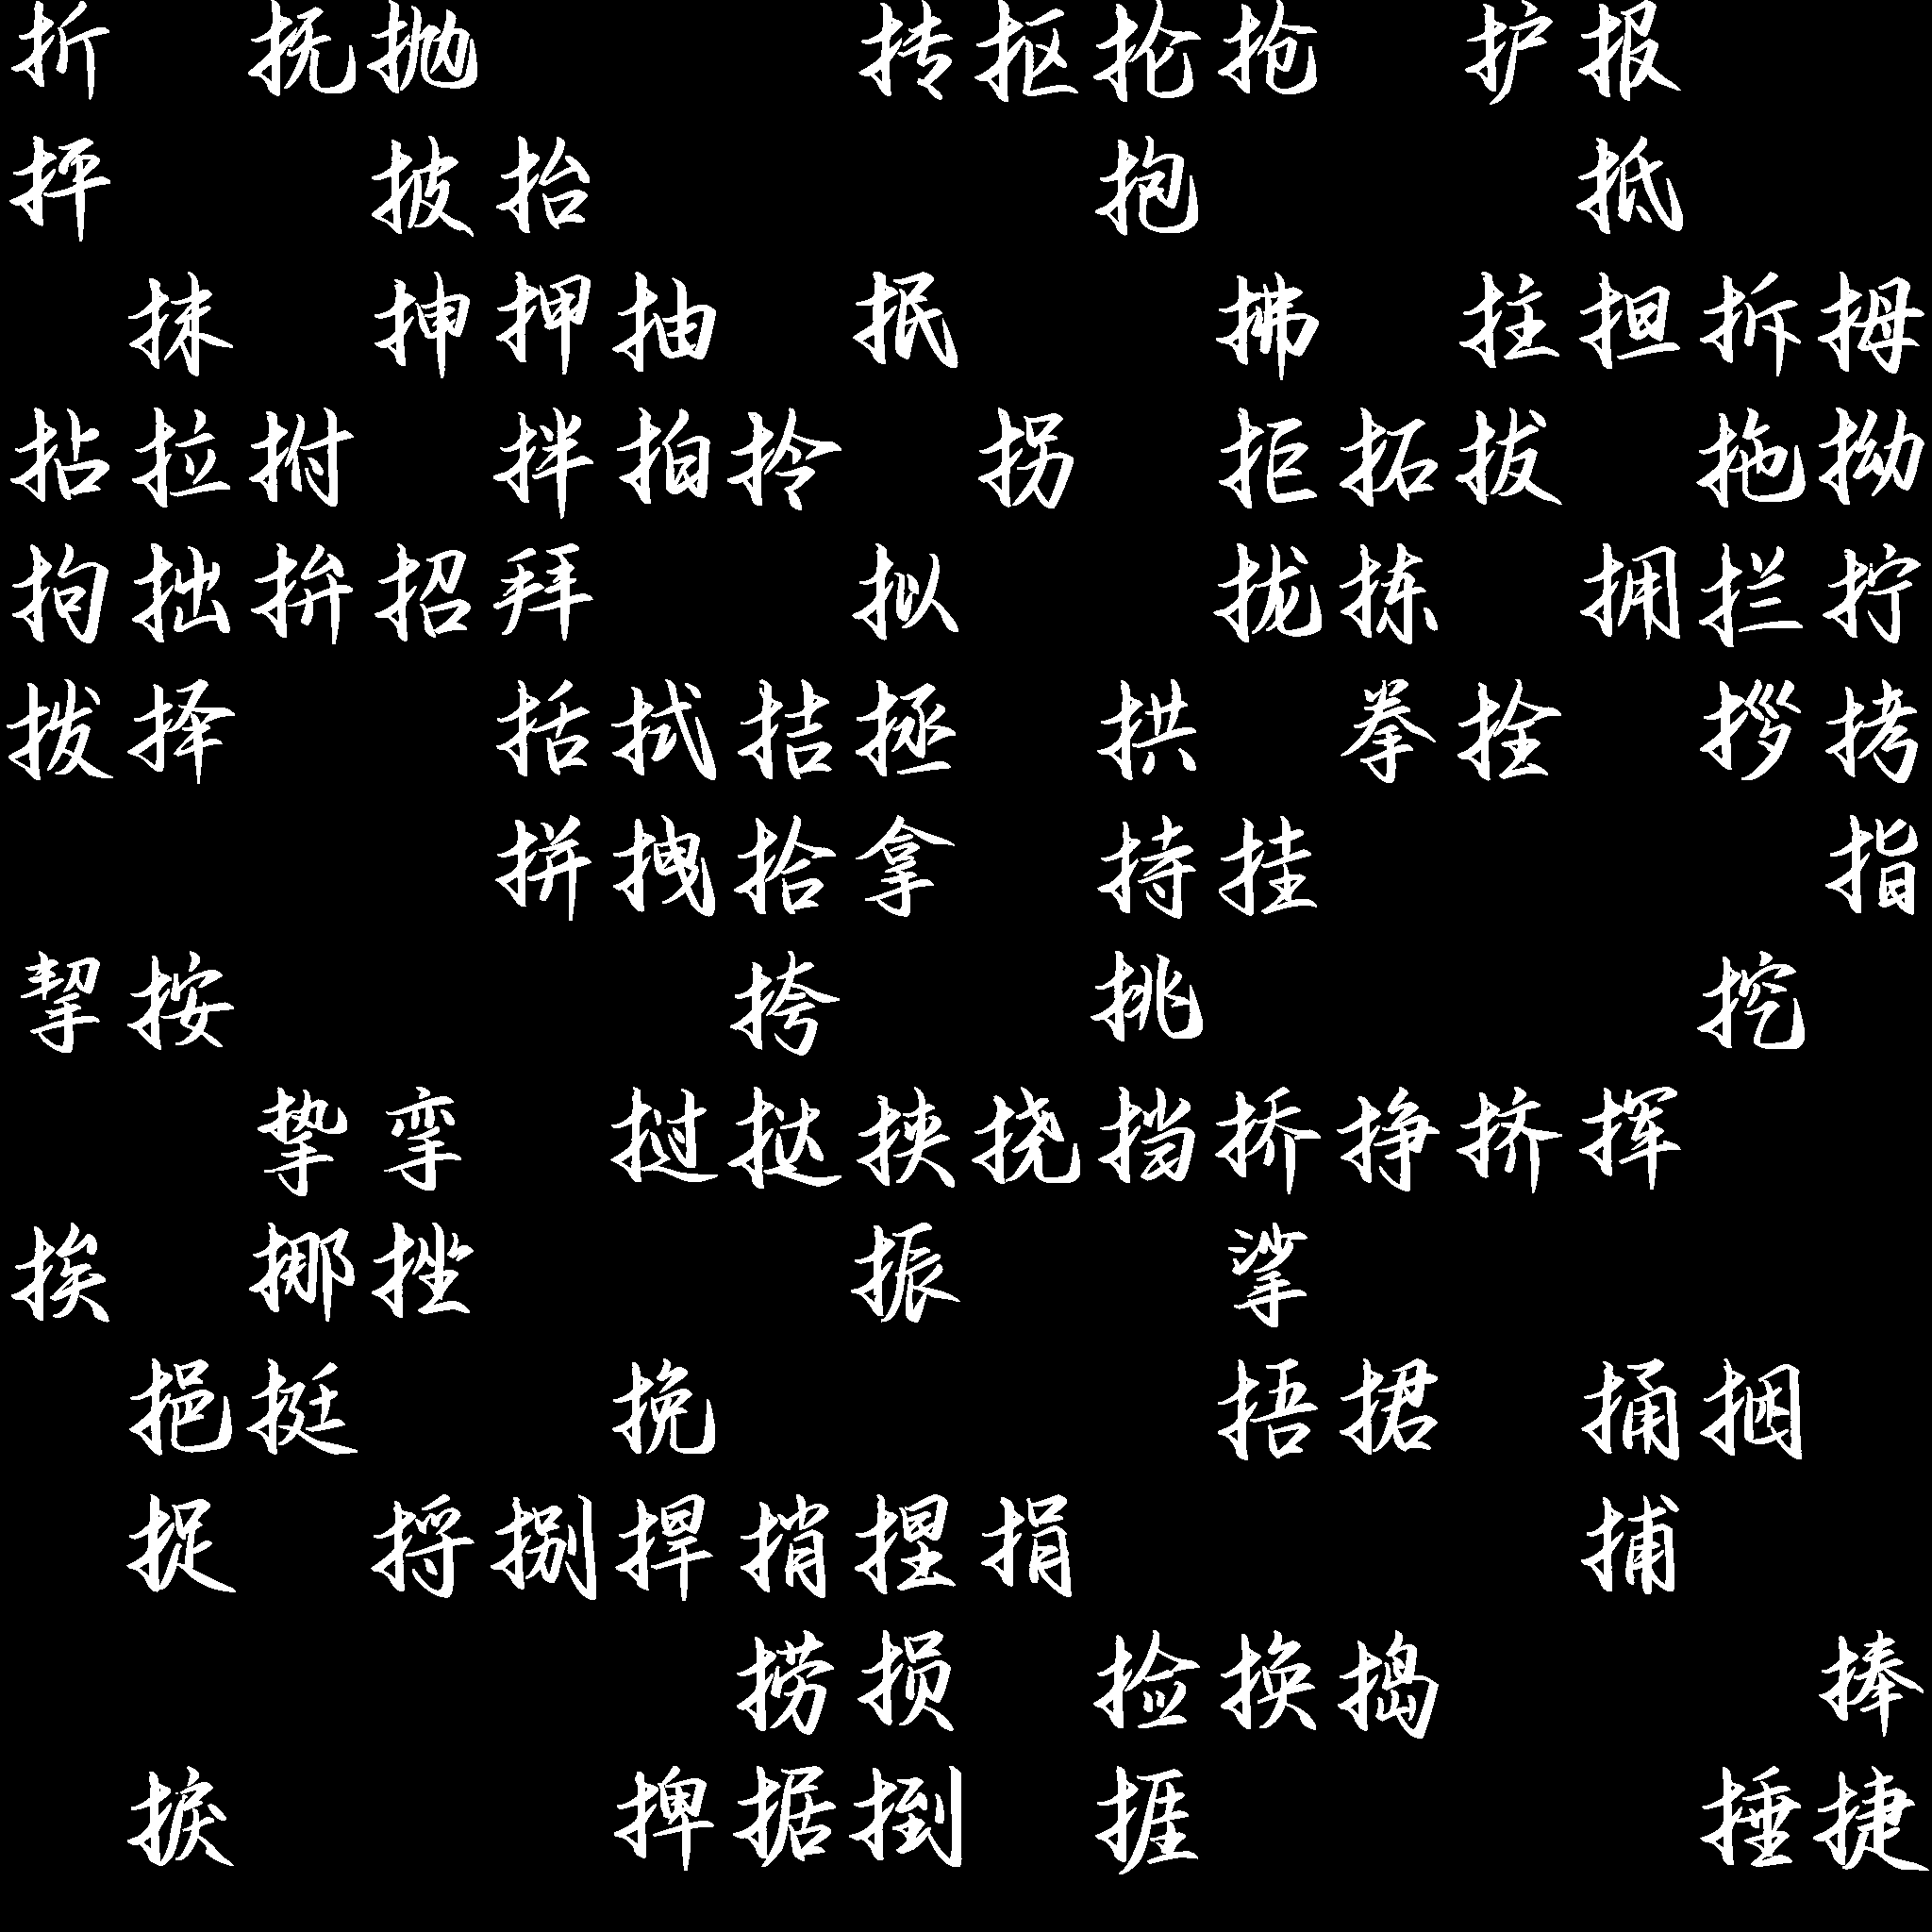 折 抚抛 抟抠抡抢 护报
抨 披抬 抱 抵
抹 抻押抽 抿 拂 拄担拆拇
拈拉拊 拌拍拎 拐 拒拓拔 拖拗
拘拙拚招拜 拟 拢拣 拥拦拧
拨择 括拭拮拯 拱 拳拴 拶拷
拼拽拾拿 持挂 指
挈按 挎 挑 挖
挚挛 挝挞挟挠挡挢挣挤挥
挨 挪挫 振 挲
挹挺 挽 捂捃 捅捆
捉 捋捌捍捎捏捐 捕
捞损 捡换捣 捧
捩 捭据捯 捱 捶捷